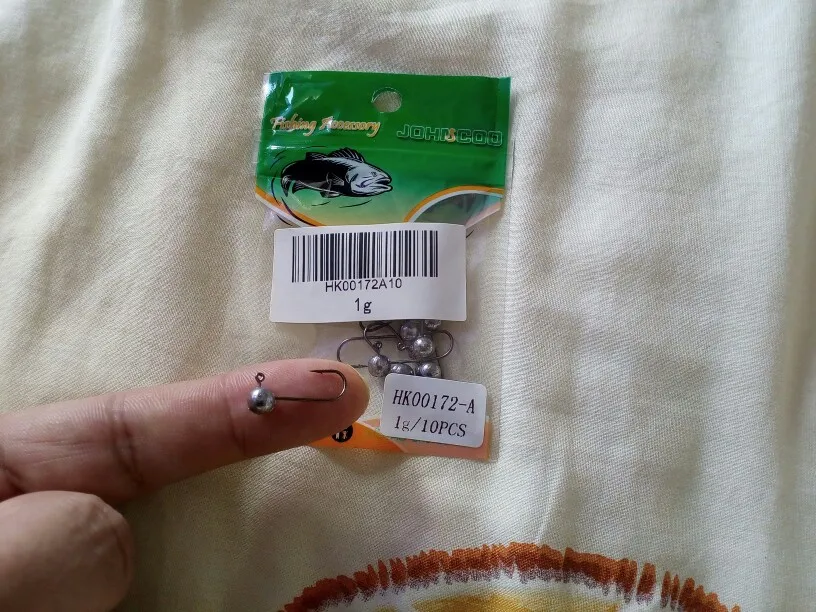 Fishing Accessory
JOHNCOO
HK00172A10
1g
HK00172-A
1g/10PCS